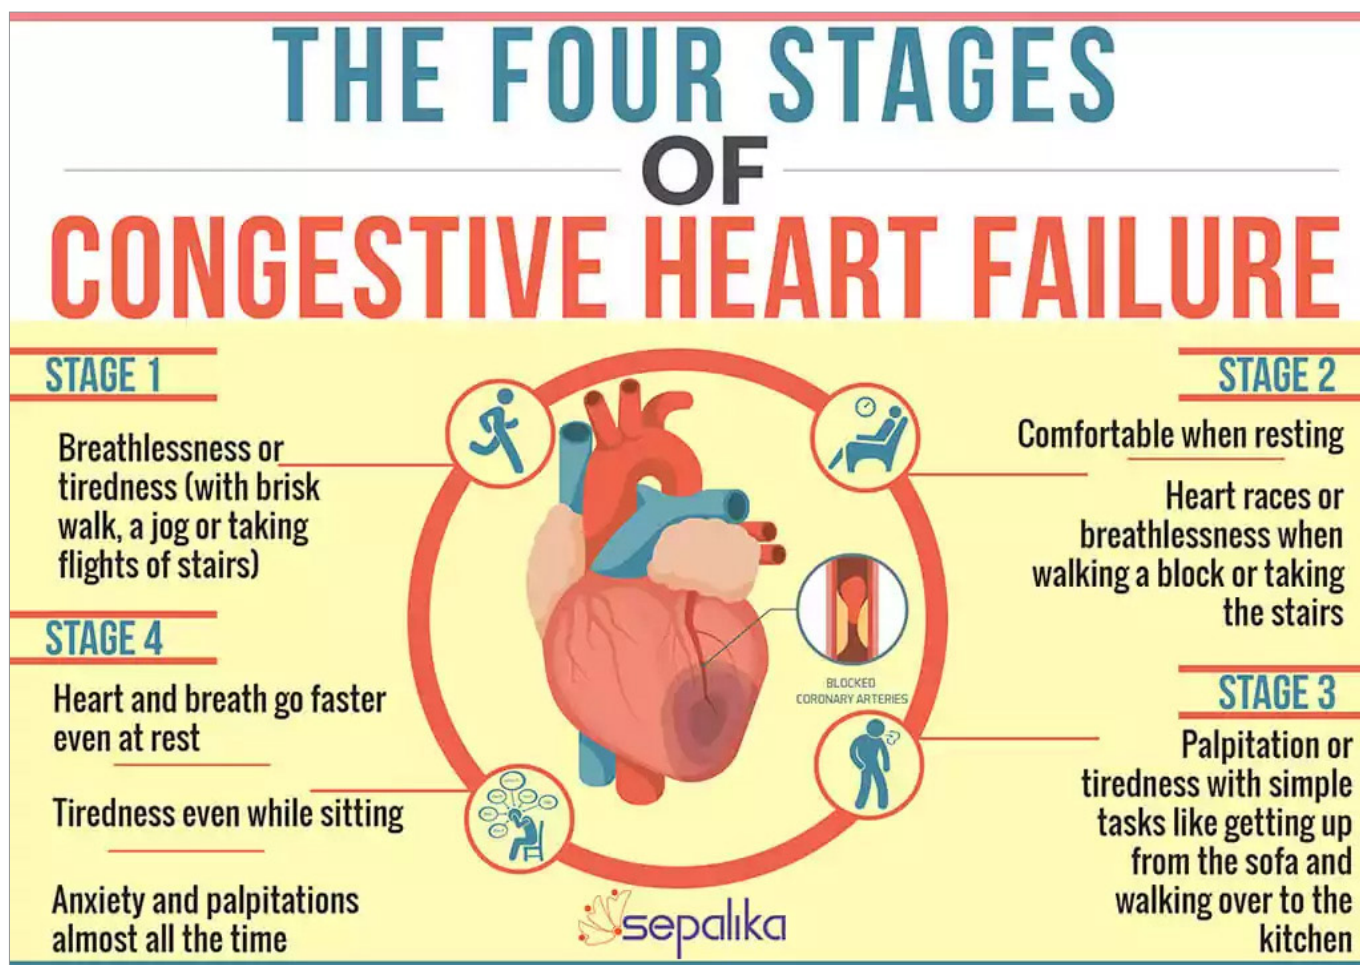 THE FOUR STAGES
OF
CONGESTIVE HEART FAILURE
STAGE 1
Breathlessness or
tiredness (with brisk
walk, a jog or taking
flights of stairs)
STAGE 2
Comfortable when resting
Heart races or
breathlessness when
walking a block or taking
the stairs
BLOCKED
CORONARY ARTERIES
STAGE 3
Palpitation or
tiredness with simple
tasks like getting up
from the sofa and
walking over to the
kitchen
STAGE 4
Heart and breath go faster
even at rest
Tiredness even while sitting
Anxiety and palpitations
almost all the time
sepalika